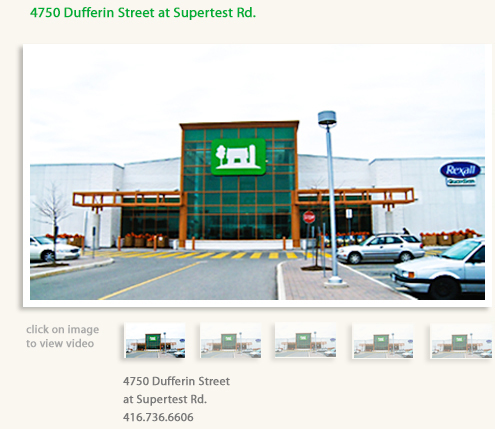 4750 Dufferin Street at Supertest Rd.
Rexall
STOP
click on image
to view video
4750 Dufferin Street
at Supertest Rd.
416.736.6606